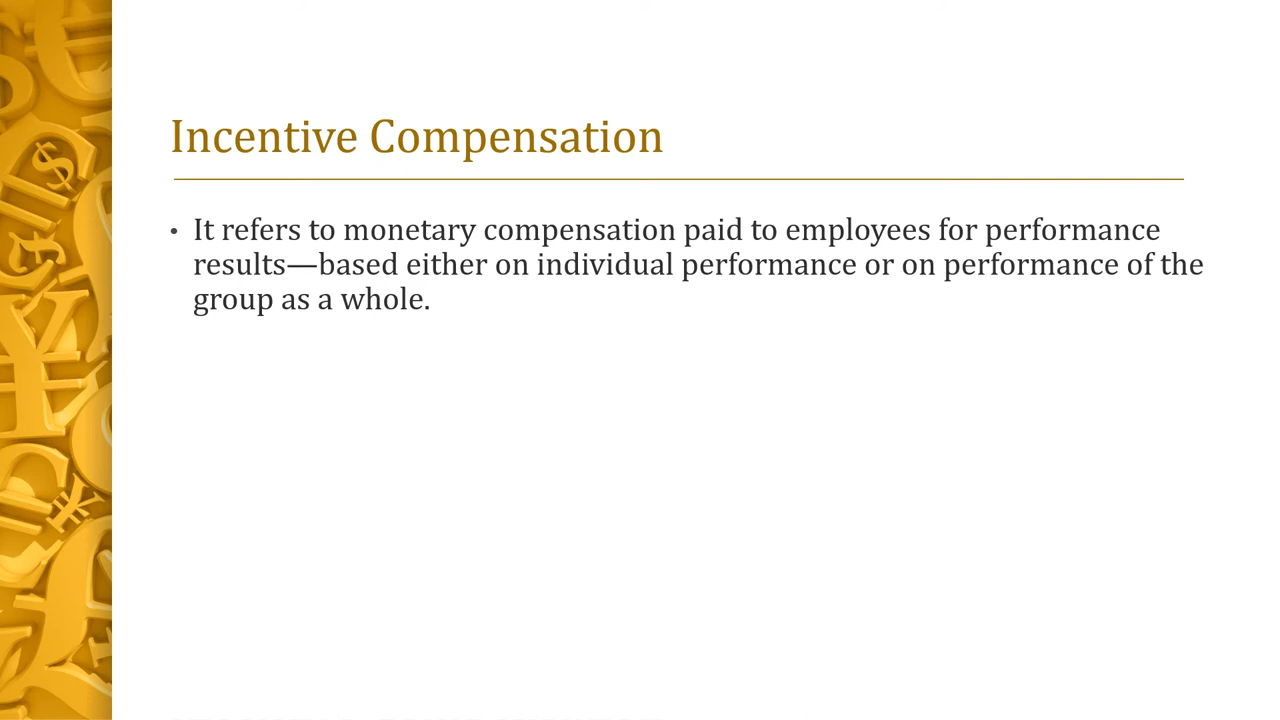 Incentive Compensation
• It refers to monetary compensation paid to employees for performance
results—based either on individual performance or on performance of the
group as a whole.